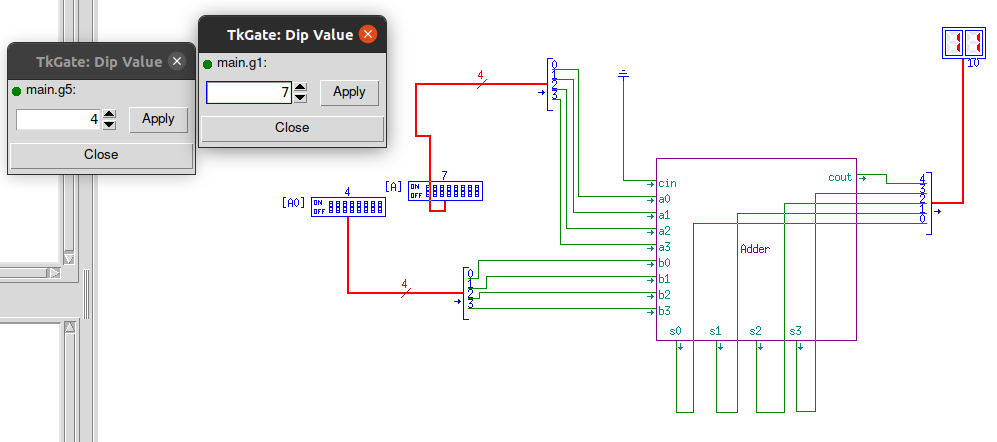 TkGate: Dip Value
main.g5:
4
Apply
Close
TkGate: Dip Value
main.g1:
7
Apply
Close
10
4
0
1
2
3
7
[A]
ON
OFF
4
[A0]
ON
OFF
4
0
1
2
3
cin
a0
a1
a2
a3
b0
b1
b2
b3
Adder
cout
s0
s1
s2
s3
4
3
2
1
0